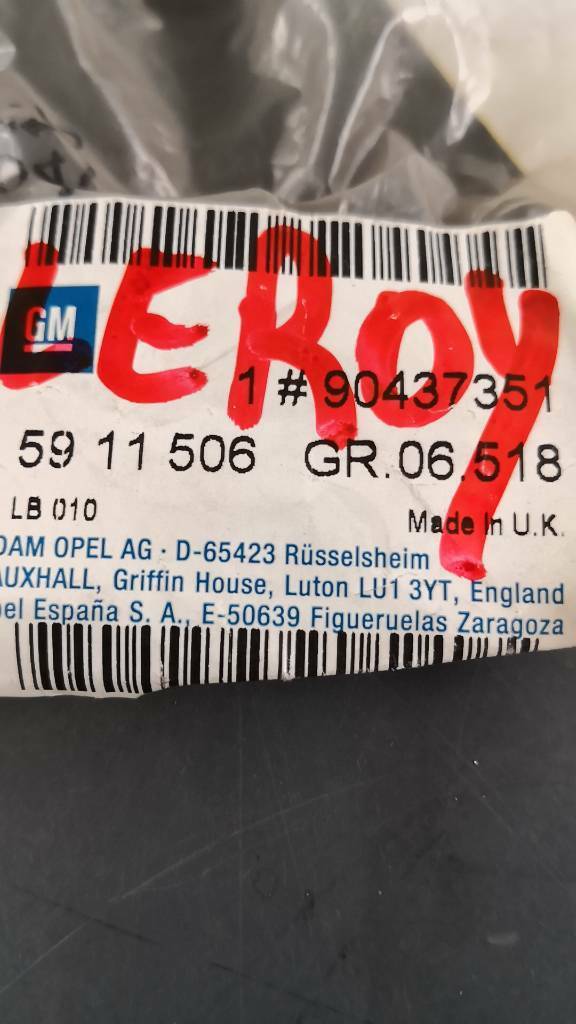 LEROY
GM
1 # 90437351
59 11 506 GR.06.518
LB 010
Made In U.K.
DAM OPEL AG · D-65423 Rüsselsheim
AUXHALL, Griffin House, Luton LU1 3YT, England
pel España S. A., E-50639 Figueruelas Zaragoza